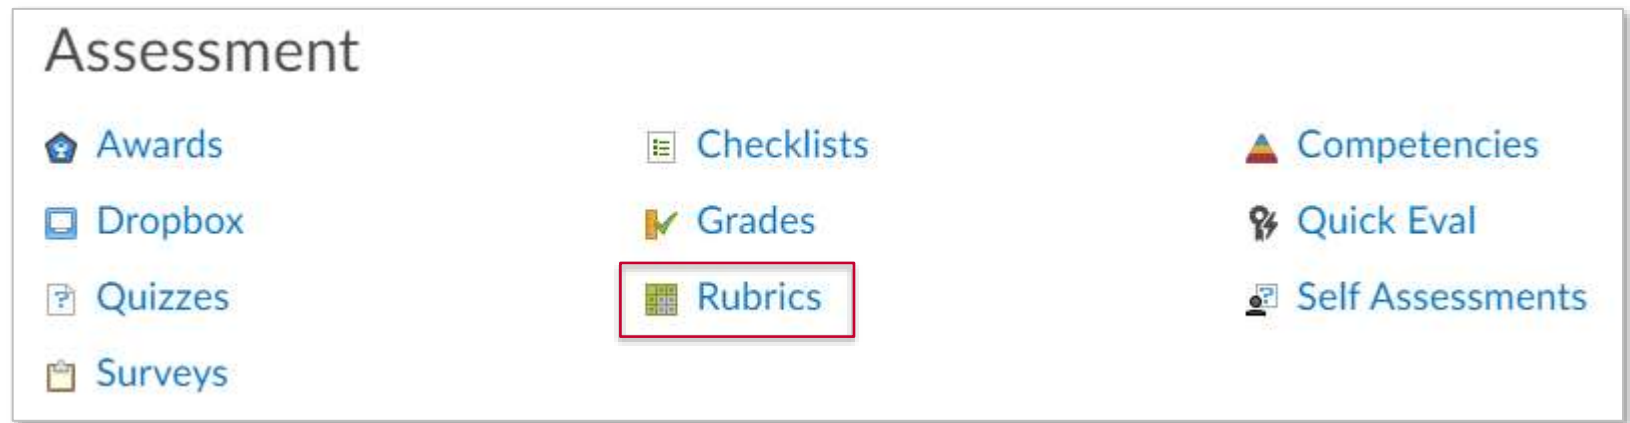 Assessment
Awards
Checklists
Competencies
Dropbox
Grades
Quick Eval
Quizzes
Rubrics
Self Assessments
Surveys